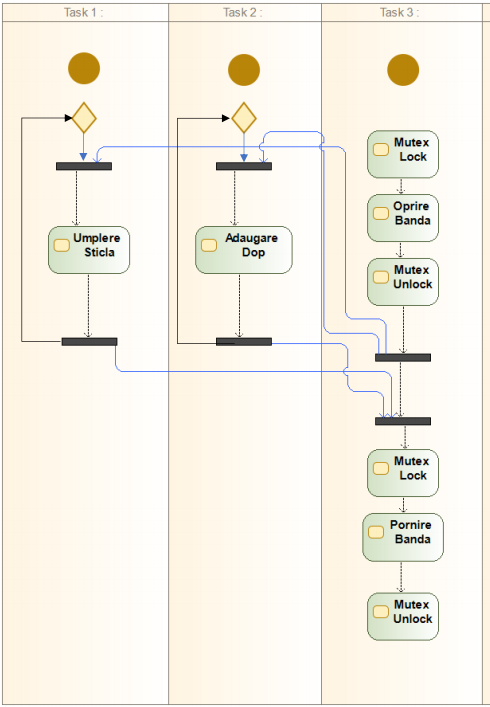 Task 1 :
Task 2 :
Task 3 :
Mutex
Lock
Oprire
Banda
Umplere
Sticla
Adaugare
Dop
Mutex
Unlock
Mutex
Lock
Pornire
Banda
Mutex
Unlock